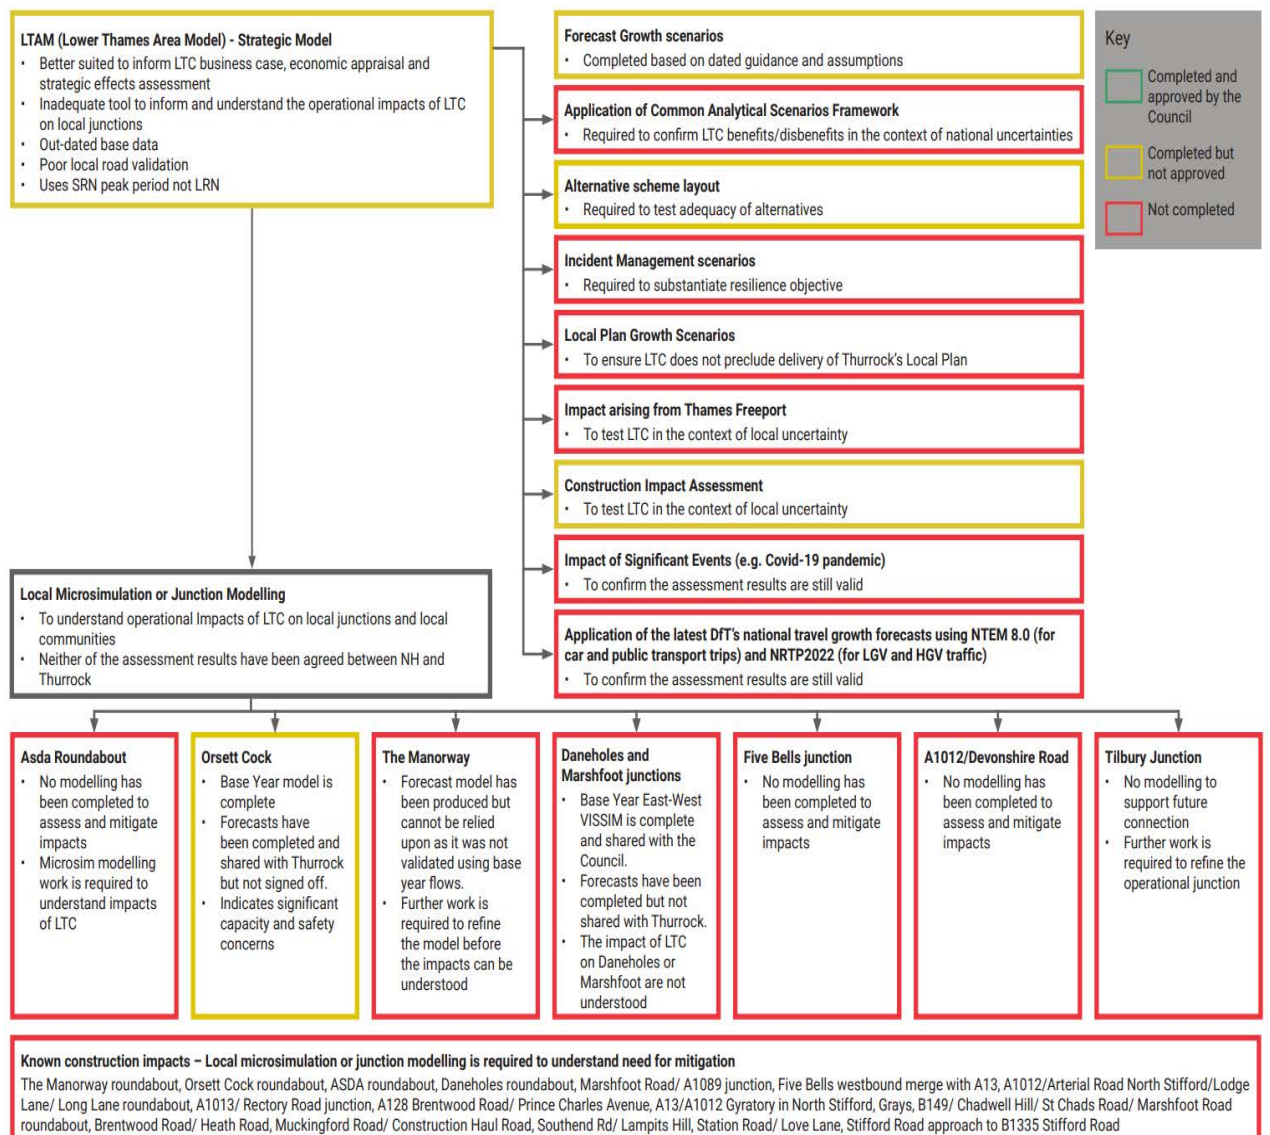 LTAM (Lower Thames Area Model) - Strategic Model
• Better suited to inform LTC business case, economic appraisal and
strategic effects assessment
• Inadequate tool to inform and understand the operational impacts of LTC
on local junctions
• Out-dated base data
• Poor local road validation
• Uses SRN peak period not LRN
Forecast Growth scenarios
• Completed based on dated guidance and assumptions
Application of Common Analytical Scenarios Framework
• Required to confirm LTC benefits/disbenefits in the context of national uncertainties
Alternative scheme layout
• Required to test adequacy of alternatives
Incident Management scenarios
• Required to substantiate resilience objective
Local Plan Growth Scenarios
• To ensure LTC does not preclude delivery of Thurrock's Local Plan
Impact arising from Thames Freeport
• To test LTC in the context of local uncertainty
Construction Impact Assessment
• To test LTC in the context of local uncertainty
Impact of Significant Events (e.g. Covid-19 pandemic)
• To confirm the assessment results are still valid
Application of the latest DfT's national travel growth forecasts using NTEM 8.0 (for
car and public transport trips) and NRTP2022 (for LGV and HGV traffic)
• To confirm the assessment results are still valid
Key
Completed and
approved by the
Council
Completed but
not approved
Not completed
Local Microsimulation or Junction Modelling
• To understand operational Impacts of LTC on local junctions and local
communities
• Neither of the assessment results have been agreed between NH and
Thurrock
Asda Roundabout
• No modelling has
been completed to
assess and mitigate
impacts
• Microsim modelling
work is required to
understand impacts
of LTC
Orsett Cock
• Base Year model is
complete
• Forecasts have
been completed and
shared with Thurrock
but not signed off.
• Indicates significant
capacity and safety
concerns
The Manorway
• Forecast model has
been produced but
cannot be relied
upon as it was not
validated using base
year flows.
• Further work is
required to refine
the model before
the impacts can be
understood
Daneholes and
Marshfoot junctions
• Base Year East-West
VISSIM is complete
and shared with the
Council.
• Forecasts have been
completed but not
shared with Thurrock.
• The impact of LTC
on Daneholes or
Marshfoot are not
understood
Five Bells junction
• No modelling has
been completed to
assess and mitigate
impacts
A1012/Devonshire Road
• No modelling has
been completed to
assess and mitigate
impacts
Tilbury Junction
• No modelling to
support future
connection
• Further work is
required to refine the
operational junction
Known construction impacts – Local microsimulation or junction modelling is required to understand need for mitigation
The Manorway roundabout, Orsett Cock roundabout, ASDA roundabout, Daneholes roundabout, Marshfoot Road/ A1089 junction, Five Bells westbound merge with A13, A1012/Arterial Road North Stifford/Lodge
Lane/ Long Lane roundabout, A1013/ Rectory Road junction, A128 Brentwood Road/ Prince Charles Avenue, A13/A1012 Gyratory in North Stifford, Grays, B149/ Chadwell Hill/ St Chads Road/ Marshfoot Road
roundabout, Brentwood Road/ Heath Road, Muckingford Road/ Construction Haul Road, Southend Rd/ Lampits Hill, Station Road/ Love Lane, Stifford Road approach to B1335 Stifford Road